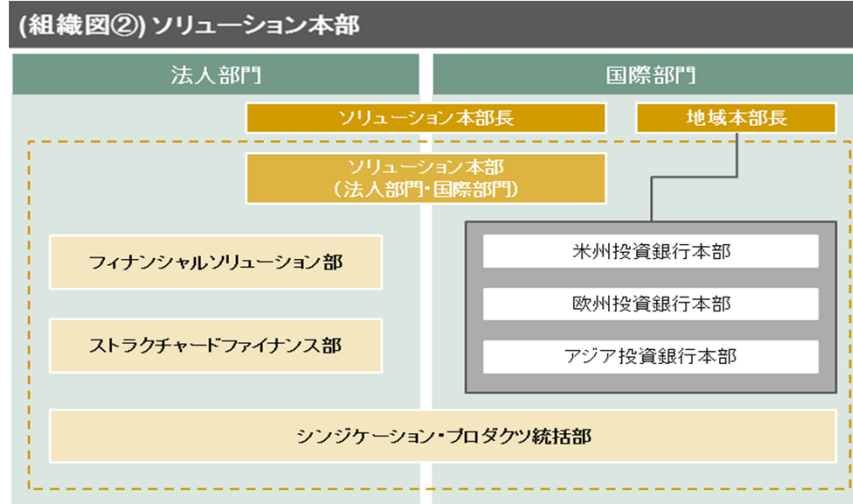 (組織図②) ソリューション本部
法人部門
国際部門
ソリューション本部長
地域本部長
ソリューション本部
(法人部門・国際部門)
フィナンシャルソリューション部
米州投資銀行本部
欧州投資銀行本部
ストラクチャードファイナンス部
アジア投資銀行本部
シンジケーション・プロダクツ統括部